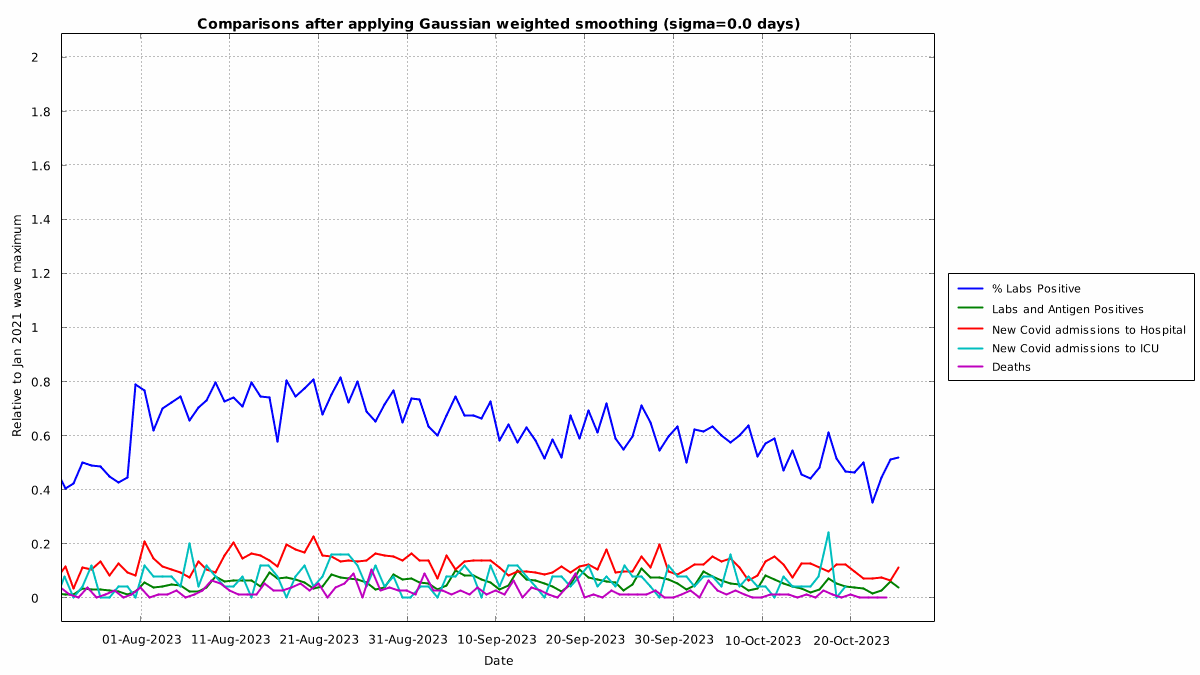 Comparisons after applying Gaussian weighted smoothing (sigma=0.0 days)
2
1.8
1.6
1.4
1.2
1
0.8
0.6
0.4
0.2
0
Relative to Jan 2021 wave maximum
01-Aug-2023 11-Aug-2023 21-Aug-2023 31-Aug-2023 10-Sep-2023 20-Sep-2023 30-Sep-2023 10-Oct-2023 20-Oct-2023
Date
% Labs Positive
Labs and Antigen Positives
New Covid admissions to Hospital
New Covid admissions to ICU
Deaths